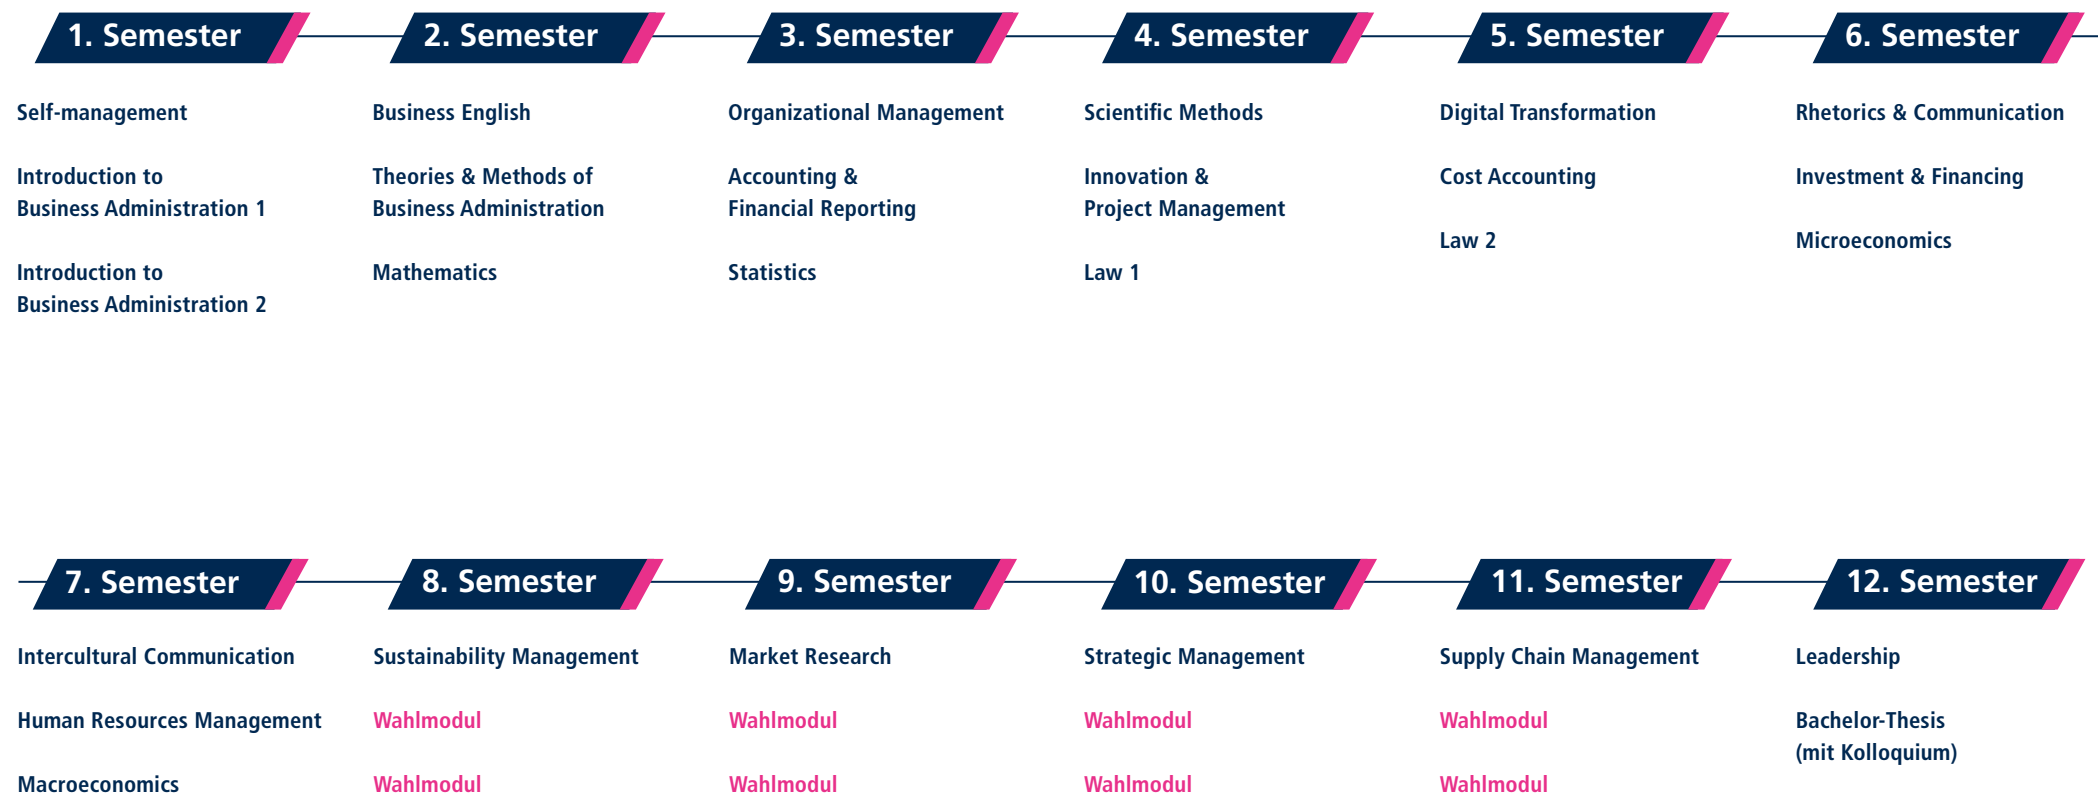 1. Semester
Self-management
Introduction to
Business Administration 1
Introduction to
Business Administration 2
2. Semester
Business English
Theories & Methods of
Business Administration
Mathematics
3. Semester
Organizational Management
Accounting &
Financial Reporting
Statistics
4. Semester
Scientific Methods
Innovation &
Project Management
Law 1
5. Semester
Digital Transformation
Cost Accounting
Law 2
6. Semester
Rhetorics & Communication
Investment & Financing
Microeconomics
7. Semester
Intercultural Communication
Human Resources Management
Macroeconomics
8. Semester
Sustainability Management
Wahlmodul
Wahlmodul
9. Semester
Market Research
Wahlmodul
Wahlmodul
10. Semester
Strategic Management
Wahlmodul
Wahlmodul
11. Semester
Supply Chain Management
Wahlmodul
Wahlmodul
12. Semester
Leadership
Bachelor-Thesis
(mit Kolloquium)